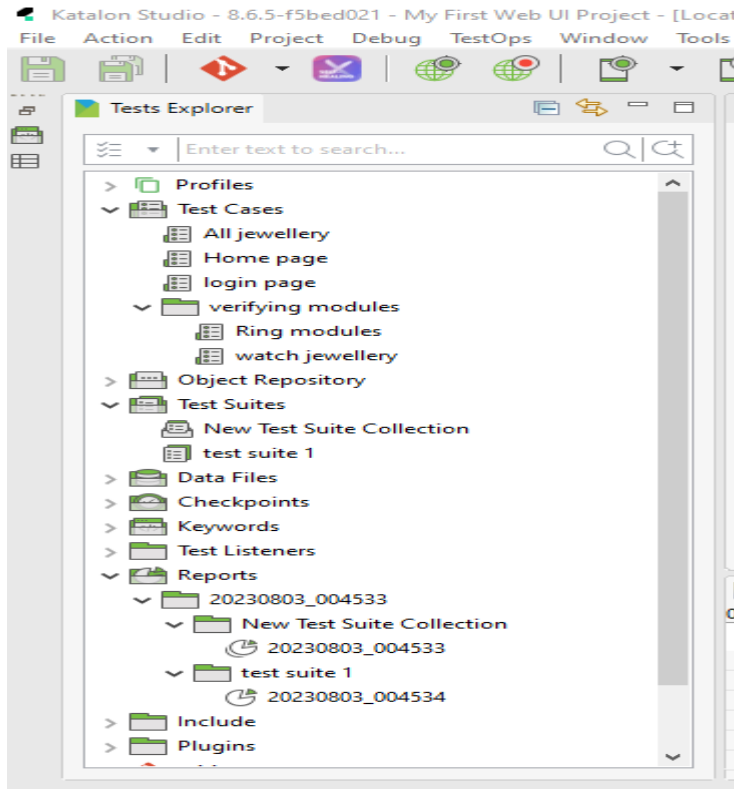 Katalon Studio - 8.6.5-f5bed021 - My First Web UI Project - [Locat
File Action Edit Project Debug TestOps Window Tools
Tests Explorer
Enter text to search...
Profiles
Test Cases
All jewellery
Home page
login page
verifying modules
Ring modules
watch jewellery
Object Repository
Test Suites
New Test Suite Collection
test suite 1
Data Files
Checkpoints
Keywords
Test Listeners
Reports
20230803_004533
New Test Suite Collection
20230803_004533
test suite 1
20230803_004534
Include
Plugins